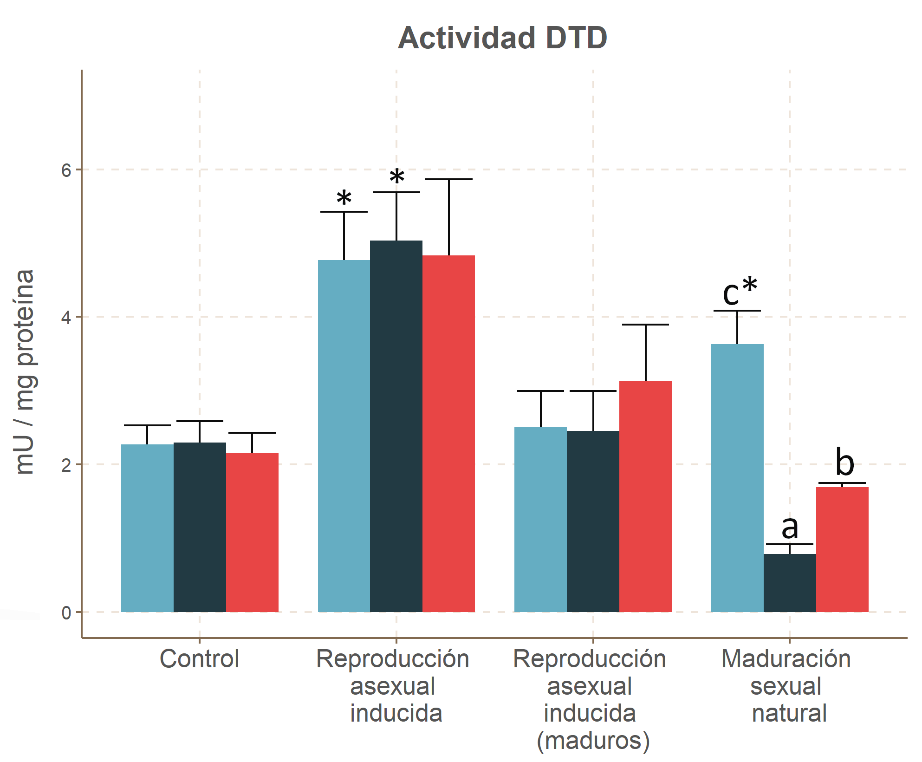 Actividad DTD
mU / mg proteína
6
4
2
0
*
*
c*
a
b
Control
Reproducción
asexual
inducida
Reproducción
asexual
inducida
(maduros)
Maduración
sexual
natural